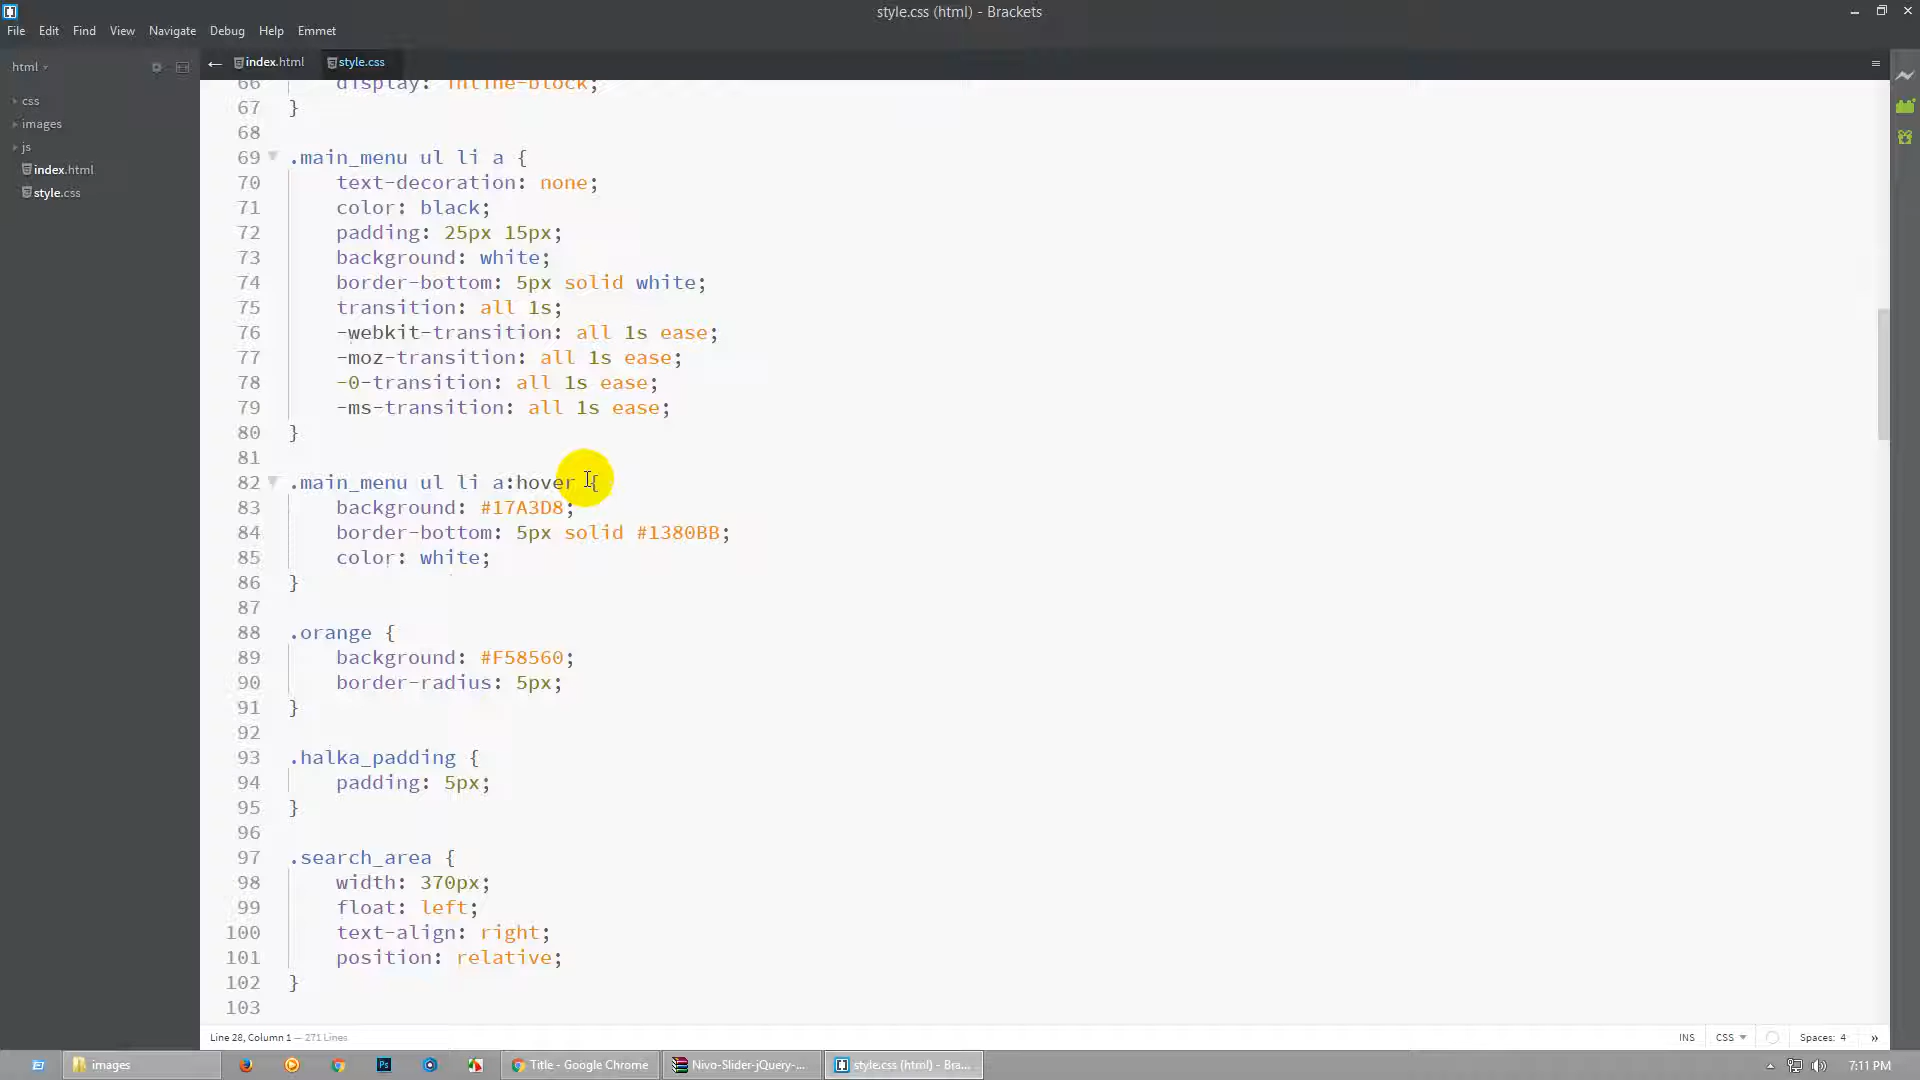 style.css (html) - Brackets
File Edit Find View Navigate Debug Help Emmet
html
index.html
style.css
css
images
js
index.html
style.css
66 display: inline-block;
67 }
68
69 .main_menu ul li a {
70 text-decoration: none;
71 color: black;
72 padding: 25px 15px;
73 background: white;
74 border-bottom: 5px solid white;
75 transition: all 1s;
76 -webkit-transition: all 1s ease;
77 -moz-transition: all 1s ease;
78 -0-transition: all 1s ease;
79 -ms-transition: all 1s ease;
80 }
81
82 .main_menu ul li a:hover {
83 background: #17A3D8;
84 border-bottom: 5px solid #1380BB;
85 color: white;
86 }
87
88 .orange {
89 background: #F58560;
90 border-radius: 5px;
91 }
92
93 .halka_padding {
94 padding: 5px;
95 }
96
97 .search_area {
98 width: 370px;
99 float: left;
100 text-align: right;
101 position: relative;
102 }
103
Line 28, Column 1 — 271 Lines
INS CSS Spaces: 4 »
images
Ps
Title - Google Chrome
Nivo-Slider-jQuery-...
style.css (html) - Bra...
7:11 PM